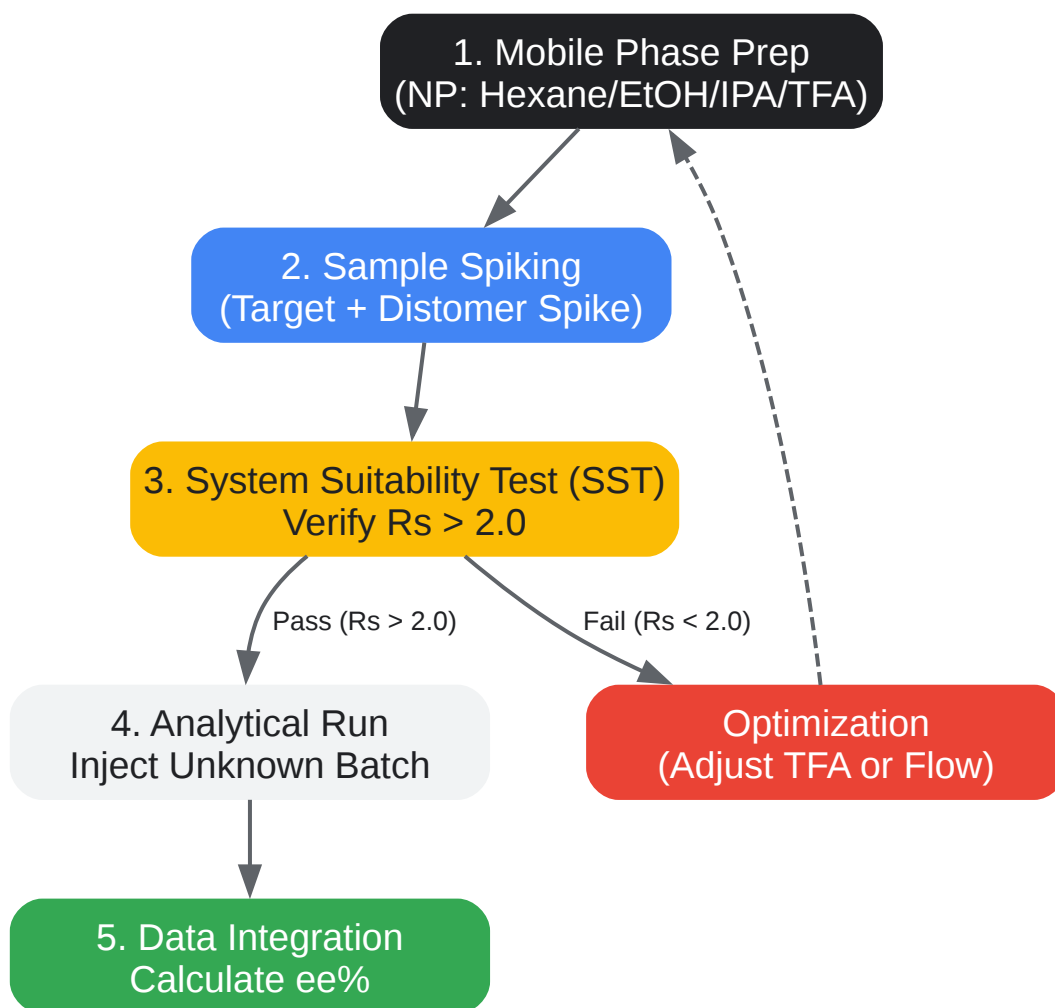 1. Mobile Phase Prep
(NP: Hexane/EtOH/IPA/TFA)
2. Sample Spiking
(Target + Distomer Spike)
3. System Suitability Test (SST)
Verify Rs > 2.0
Pass (Rs > 2.0)
Fail (Rs < 2.0)
4. Analytical Run
Inject Unknown Batch
Optimization
(Adjust TFA or Flow)
5. Data Integration
Calculate ee%